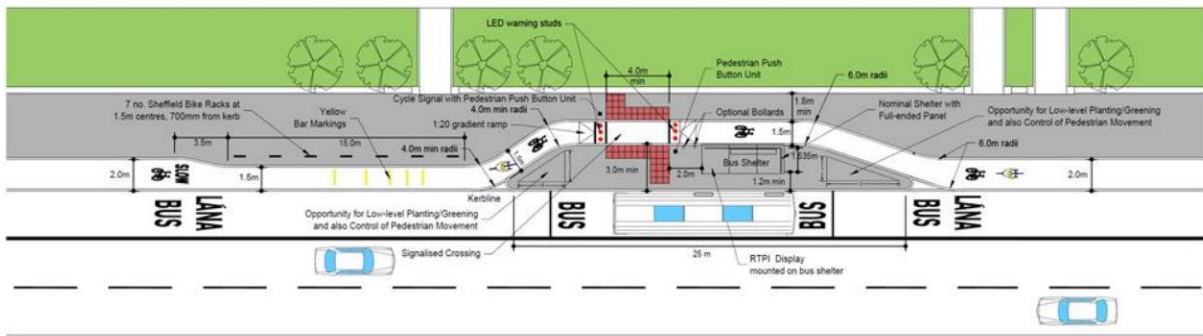 LED warning studs
4.0m
min
Pedestrian Push
Button Unit
6.0m radii
7 no. Sheffield Bike Racks at
1.5m centres, 700mm from kerb
Yellow
Bar Markings
Cycle Signal with Pedestrian Push Button Unit
4.0m min radii
1:20 gradient ramp
Optional Bollards
1.8m
min
Nominal Shelter with
Full-ended Panel
Opportunity for Low-level Planting/Greening
and also Control of Pedestrian Movement
3.5m
15.0m
4.0m min radii
1.5m
1.5m
6.0m radii
2.0m
SLOW
1.5m
3.0m min
2.0m
Bus Shelter
1.535m
1.2m min
2.0m
Kerbline
LÁNA
BUS
BUS
BUS
LÁNA
BUS
Opportunity for Low-level Planting/Greening
and also Control of Pedestrian Movement
Signalised Crossing
25 m
RTPI Display
mounted on bus shelter